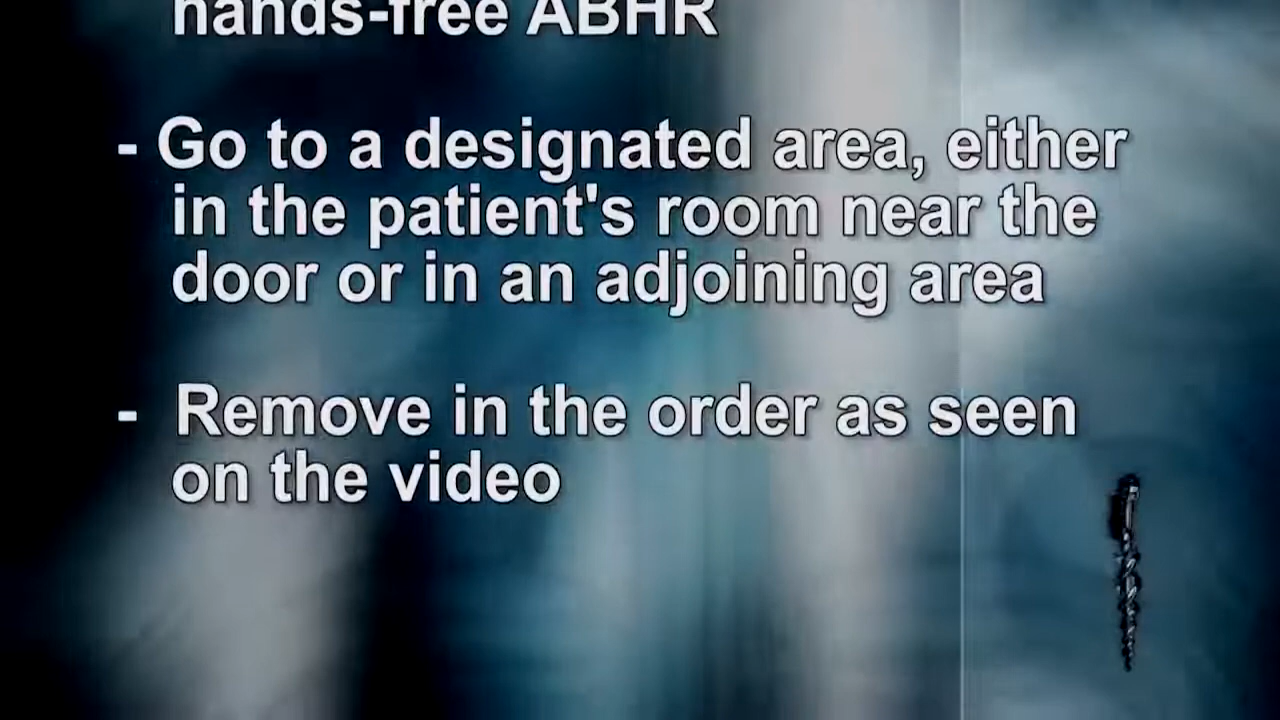 hands-free ABHR
- Go to a designated area, either
in the patient's room near the
door or in an adjoining area
- Remove in the order as seen
on the video